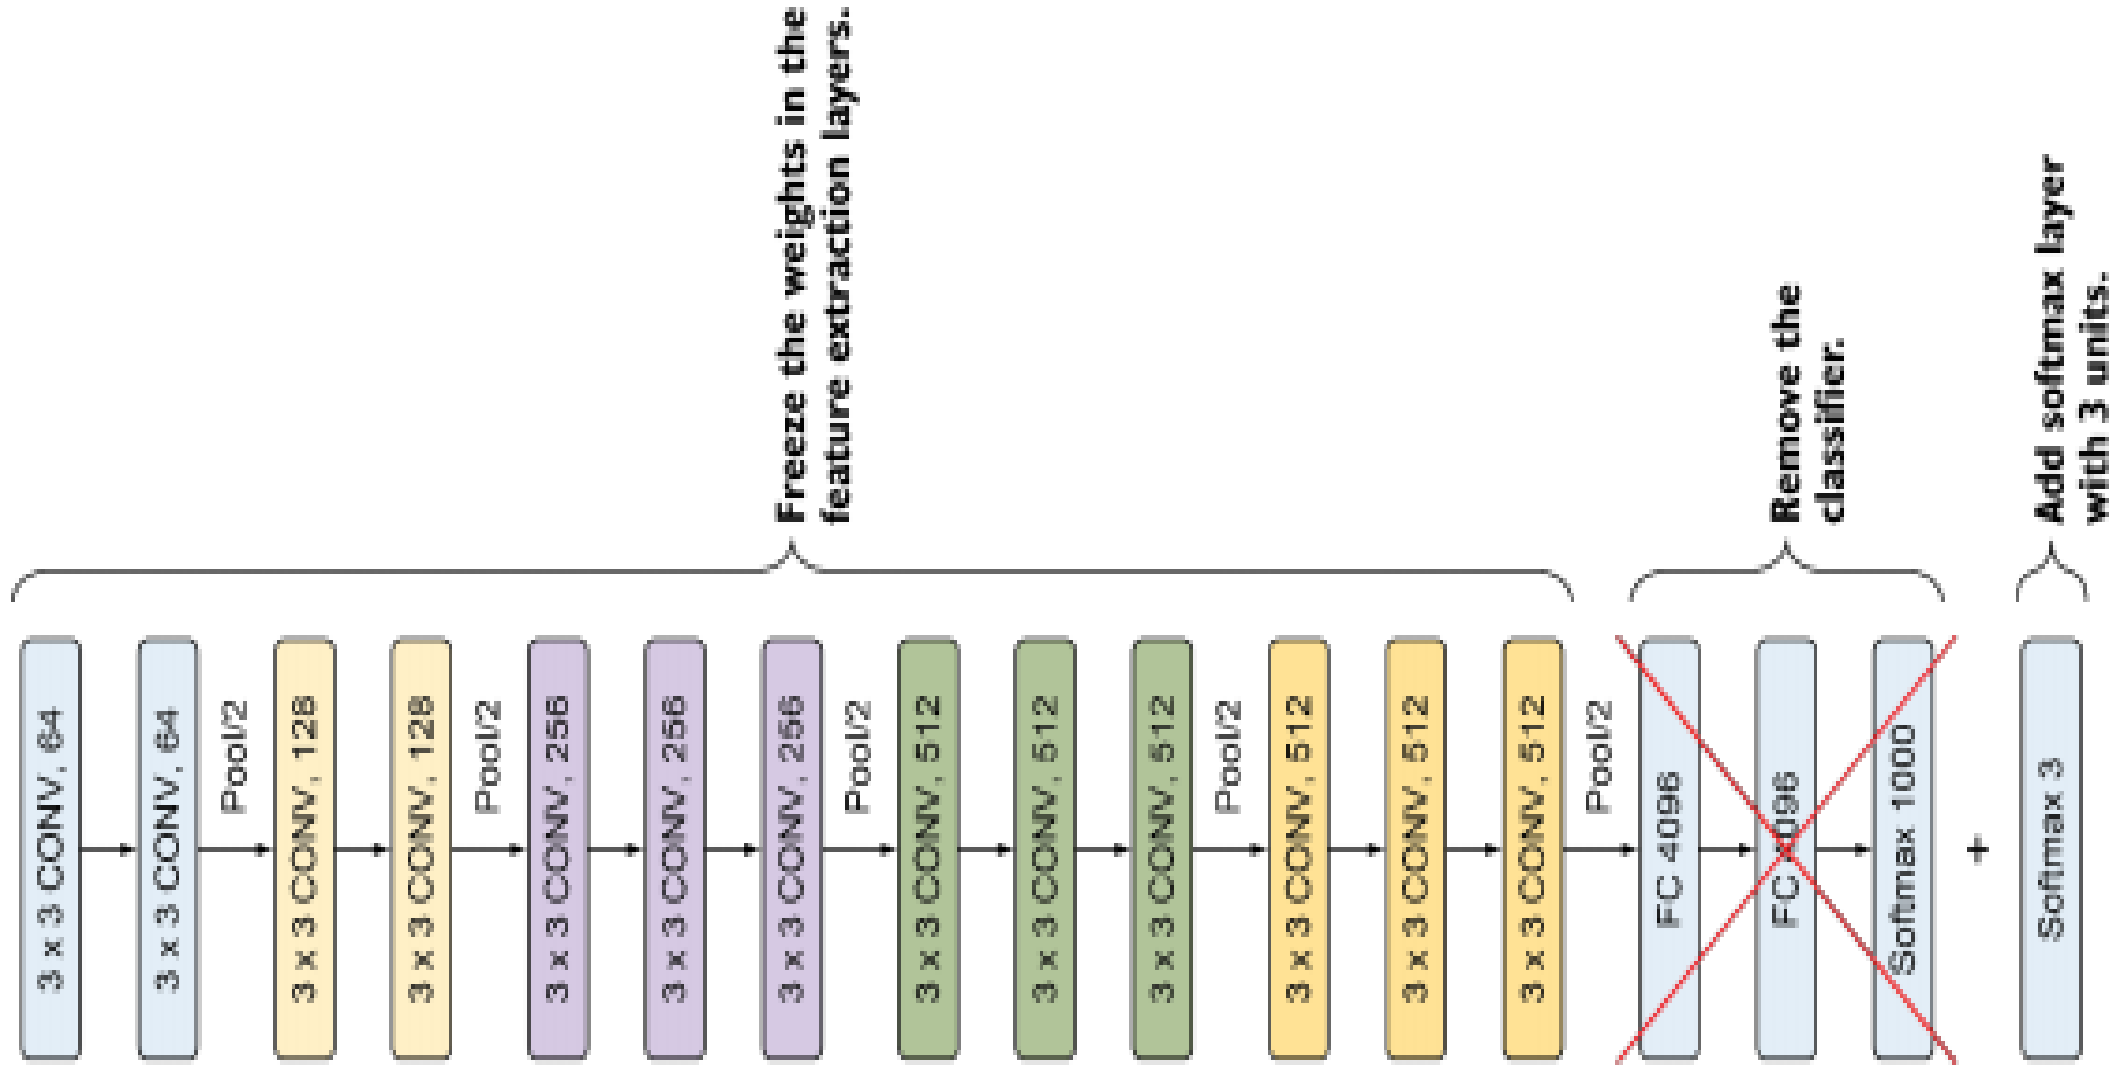 3 x 3 CONV, 64
3 x 3 CONV, 64
Pool/2
3 x 3 CONV, 128
3 x 3 CONV, 128
Pool/2
3 x 3 CONV, 256
3 x 3 CONV, 256
3 x 3 CONV, 256
Pool/2
3 x 3 CONV, 512
3 x 3 CONV, 512
3 x 3 CONV, 512
Pool/2
3 x 3 CONV, 512
3 x 3 CONV, 512
3 x 3 CONV, 512
Pool/2
Freeze the weights in the
feature extraction layers.
FC 4096
FC 4096
Softmax 1000
Remove the
classifier.
+
Softmax 3
Add softmax layer
with 3 units.